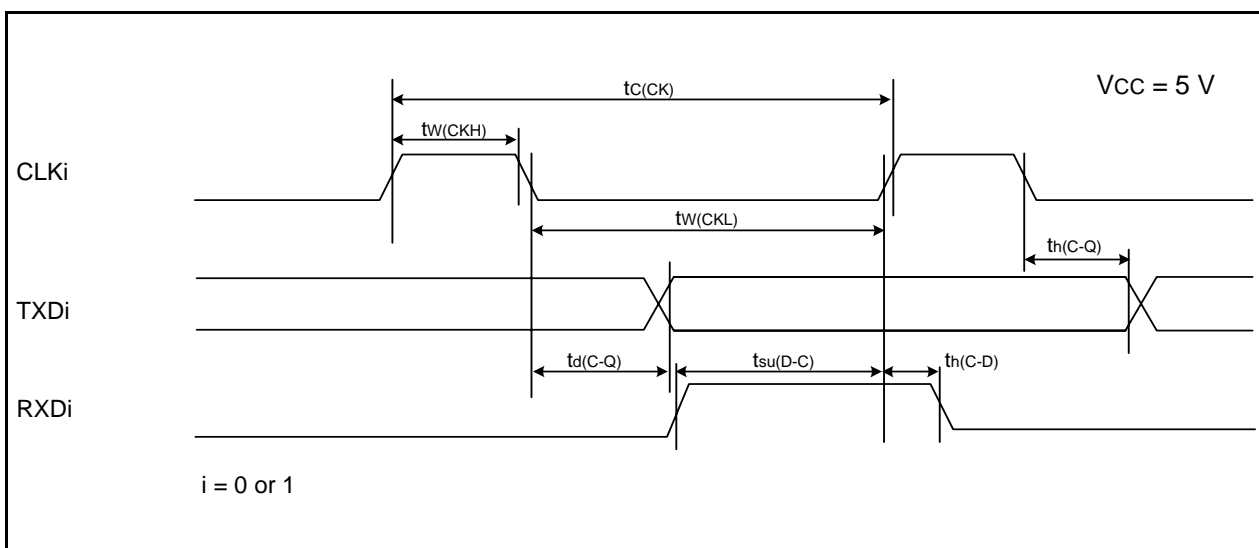 tC(CK)
VCC = 5 V
tW(CKH)
CLKi
tW(CKL)
th(C-Q)
TXDi
td(C-Q)
tsu(D-C)
th(C-D)
RXDi
i = 0 or 1